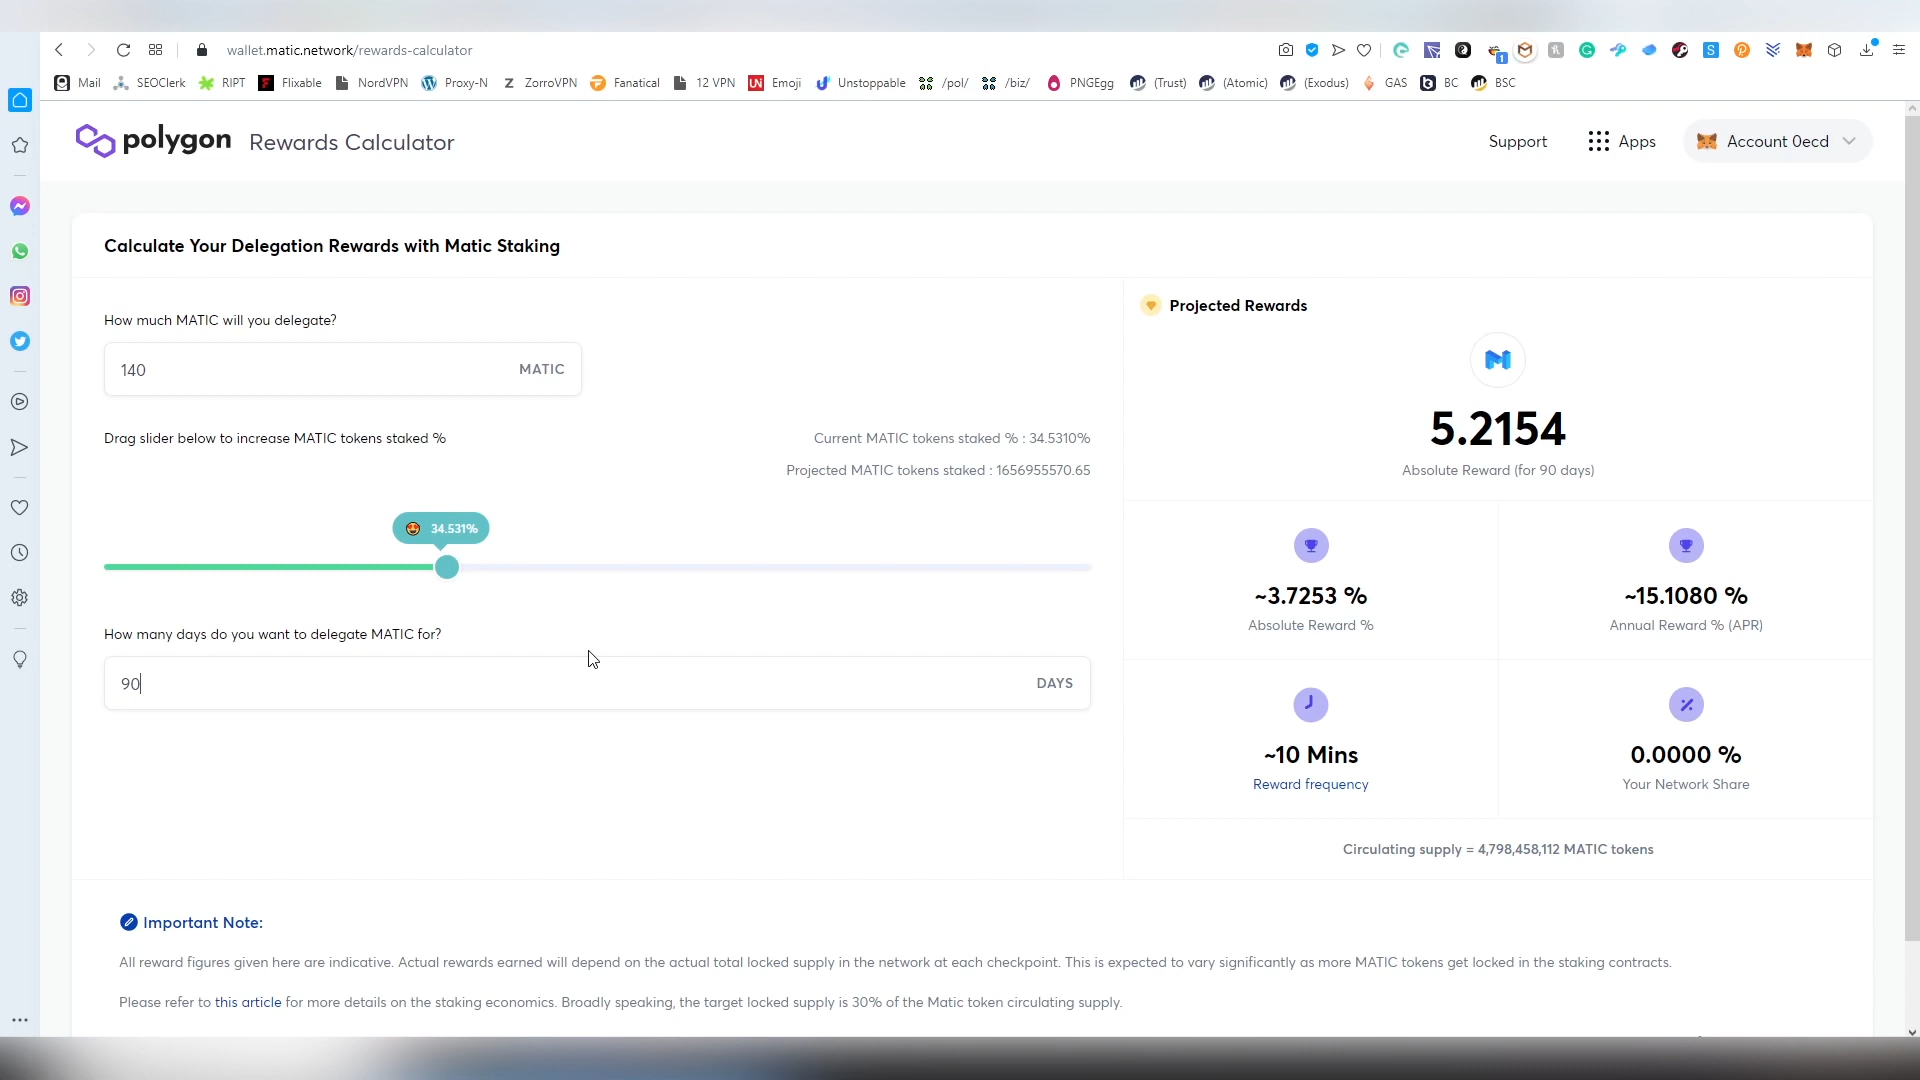 wallet.matic.network/rewards-calculator
1
S
Mail SEOClerk RIPT Flixable NordVPN Proxy-N ZorroVPN Fanatical 12 VPN UN Emoji Unstoppable /pol/ /biz/ PNGEgg (Trust) (Atomic) (Exodus) GAS BC BSC
polygon Rewards Calculator Support Apps Account 0ecd
Calculate Your Delegation Rewards with Matic Staking
How much MATIC will you delegate?
140 MATIC
Drag slider below to increase MATIC tokens staked %
Current MATIC tokens staked % : 34.5310%
Projected MATIC tokens staked : 1656955570.65
34.531%
How many days do you want to delegate MATIC for?
90 DAYS
Projected Rewards
5.2154
Absolute Reward (for 90 days)
~3.7253 %
Absolute Reward %
~15.1080 %
Annual Reward % (APR)
~10 Mins
Reward frequency
0.0000 %
Your Network Share
Circulating supply = 4,798,458,112 MATIC tokens
Important Note:
All reward figures given here are indicative. Actual rewards earned will depend on the actual total locked supply in the network at each checkpoint. This is expected to vary significantly as more MATIC tokens get locked in the staking contracts.
Please refer to this article for more details on the staking economics. Broadly speaking, the target locked supply is 30% of the Matic token circulating supply.